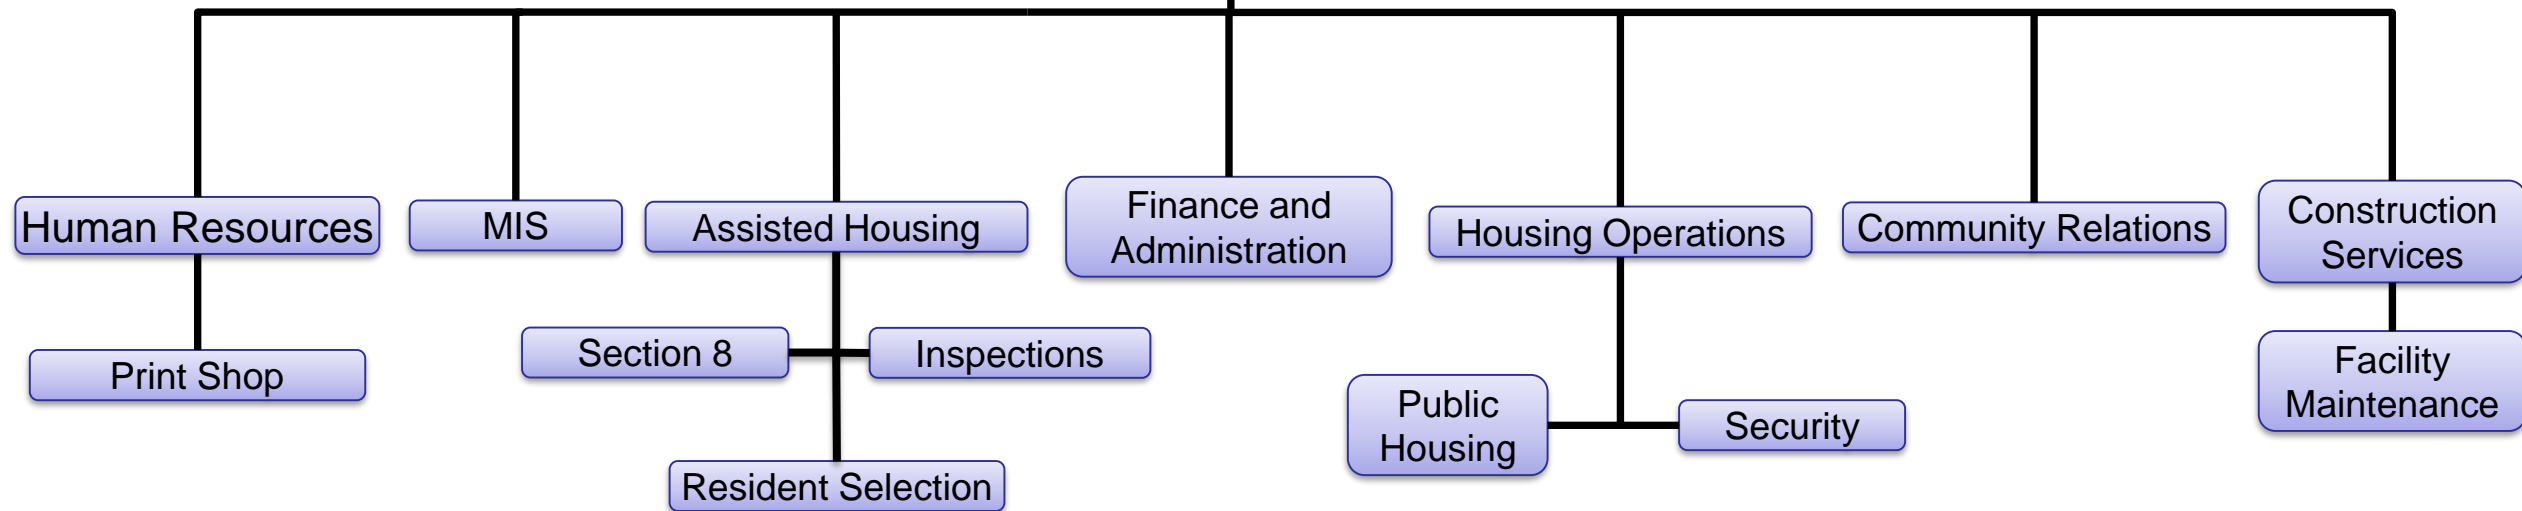 Human Resources
MIS
Assisted Housing
Finance and
Administration
Housing Operations
Community Relations
Construction
Services
Print Shop
Section 8
Inspections
Resident Selection
Public
Housing
Security
Facility
Maintenance